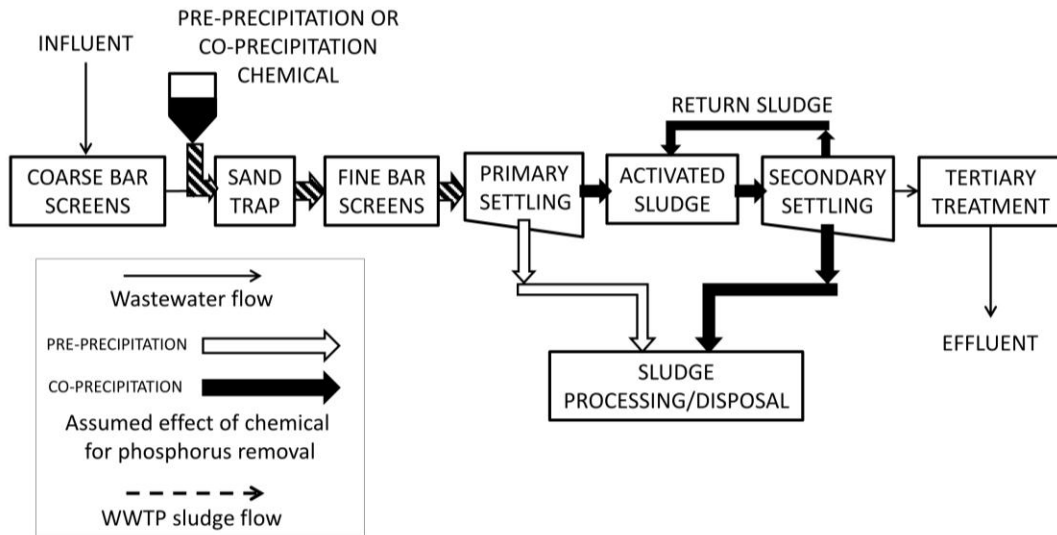 PRE-PRECIPITATION OR
CO-PRECIPITATION
CHEMICAL
INFLUENT
RETURN SLUDGE
COARSE BAR
SCREENS
SAND
TRAP
FINE BAR
SCREENS
PRIMARY
SETTLING
ACTIVATED
SLUDGE
SECONDARY
SETTLING
TERTIARY
TREATMENT
Wastewater flow
PRE-PRECIPITATION
CO-PRECIPITATION
Assumed effect of chemical
for phosphorus removal
WWTP sludge flow
SLUDGE
PROCESSING/DISPOSAL
EFFLUENT